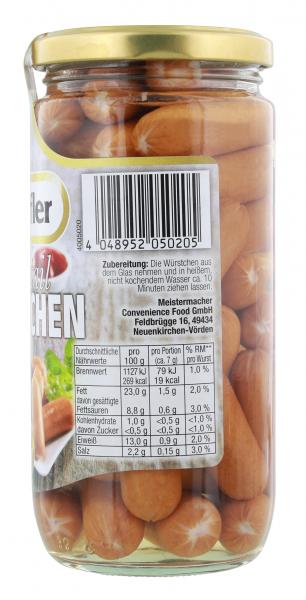 fler
CHEN
4005020
4 048952 050205
Zubereitung: Die Würstchen aus
dem Glas nehmen und in heißem,
nicht kochendem Wasser ca. 10
Minuten ziehen lassen.
Meistermacher
Convenience Food GmbH
Feldbrügge 16, 49434
Neuenkirchen-Vörden
Durchschnittliche Nährwerte pro 100 g pro Portion (ca. 7 g) % RM** pro Wurst
Brennwert 1127 kJ 79 kJ 1,0 %
269 kcal 19 kcal
Fett 23,0 g 1,5 g 2,0 %
davon gesättigte
Fettsäuren 8,8 g 0,6 g 3,0 %
Kohlenhydrate 1,0 g <0,5 g <1,0 %
davon Zucker <0,5 g <0,5 g <1,0 %
Eiweiß 13,0 g 0,9 g 2,0 %
Salz 2,2 g 0,15 g 3,0 %